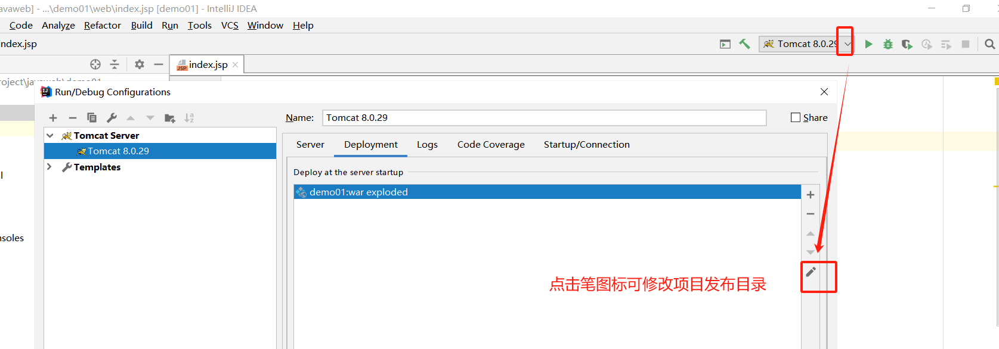 avaweb] - ...\demo01\web\index.jsp [demo01] - IntelliJ IDEA
Code Analyze Refactor Build Run Tools VCS Window Help
ndex.jsp
Tomcat 8.0.29
index.jsp
Run/Debug Configurations
Name: Tomcat 8.0.29 Share
Tomcat Server
Tomcat 8.0.29
Templates
Server Deployment Logs Code Coverage Startup/Connection
Deploy at the server startup
demo01:war exploded
nsoles
点击笔图标可修改项目发布目录